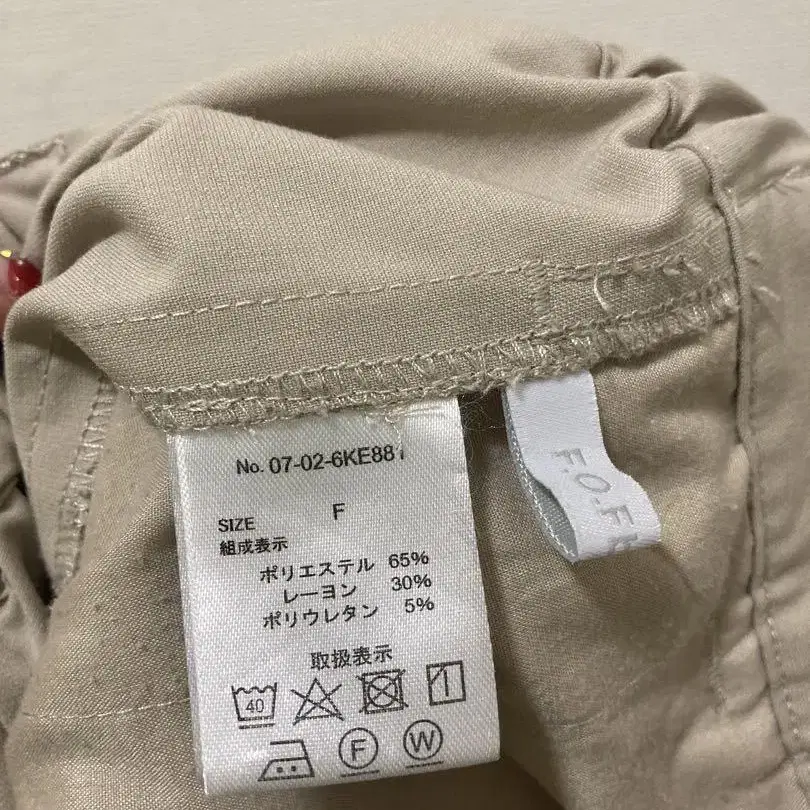 No. 07-02-6KE881
SIZE F
組成表示
ポリエステル 65%
レーヨン 30%
ポリウレタン 5%
取扱表示
40
F
W
F.O.F